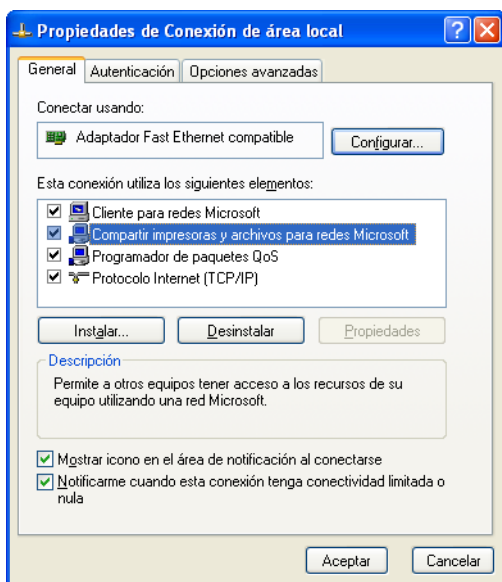 Propiedades de Conexión de área local
General
Autenticación
Opciones avanzadas
Conectar usando:
Adaptador Fast Ethernet compatible
Configurar...
Esta conexión utiliza los siguientes elementos:
Cliente para redes Microsoft
Compartir impresoras y archivos para redes Microsoft
Programador de paquetes QoS
Protocolo Internet (TCP/IP)
Instalar...
Desinstalar
Propiedades
Descripción
Permite a otros equipos tener acceso a los recursos de su
equipo utilizando una red Microsoft.
Mostrar icono en el área de notificación al conectarse
Notificarme cuando esta conexión tenga conectividad limitada o
nula
Aceptar
Cancelar